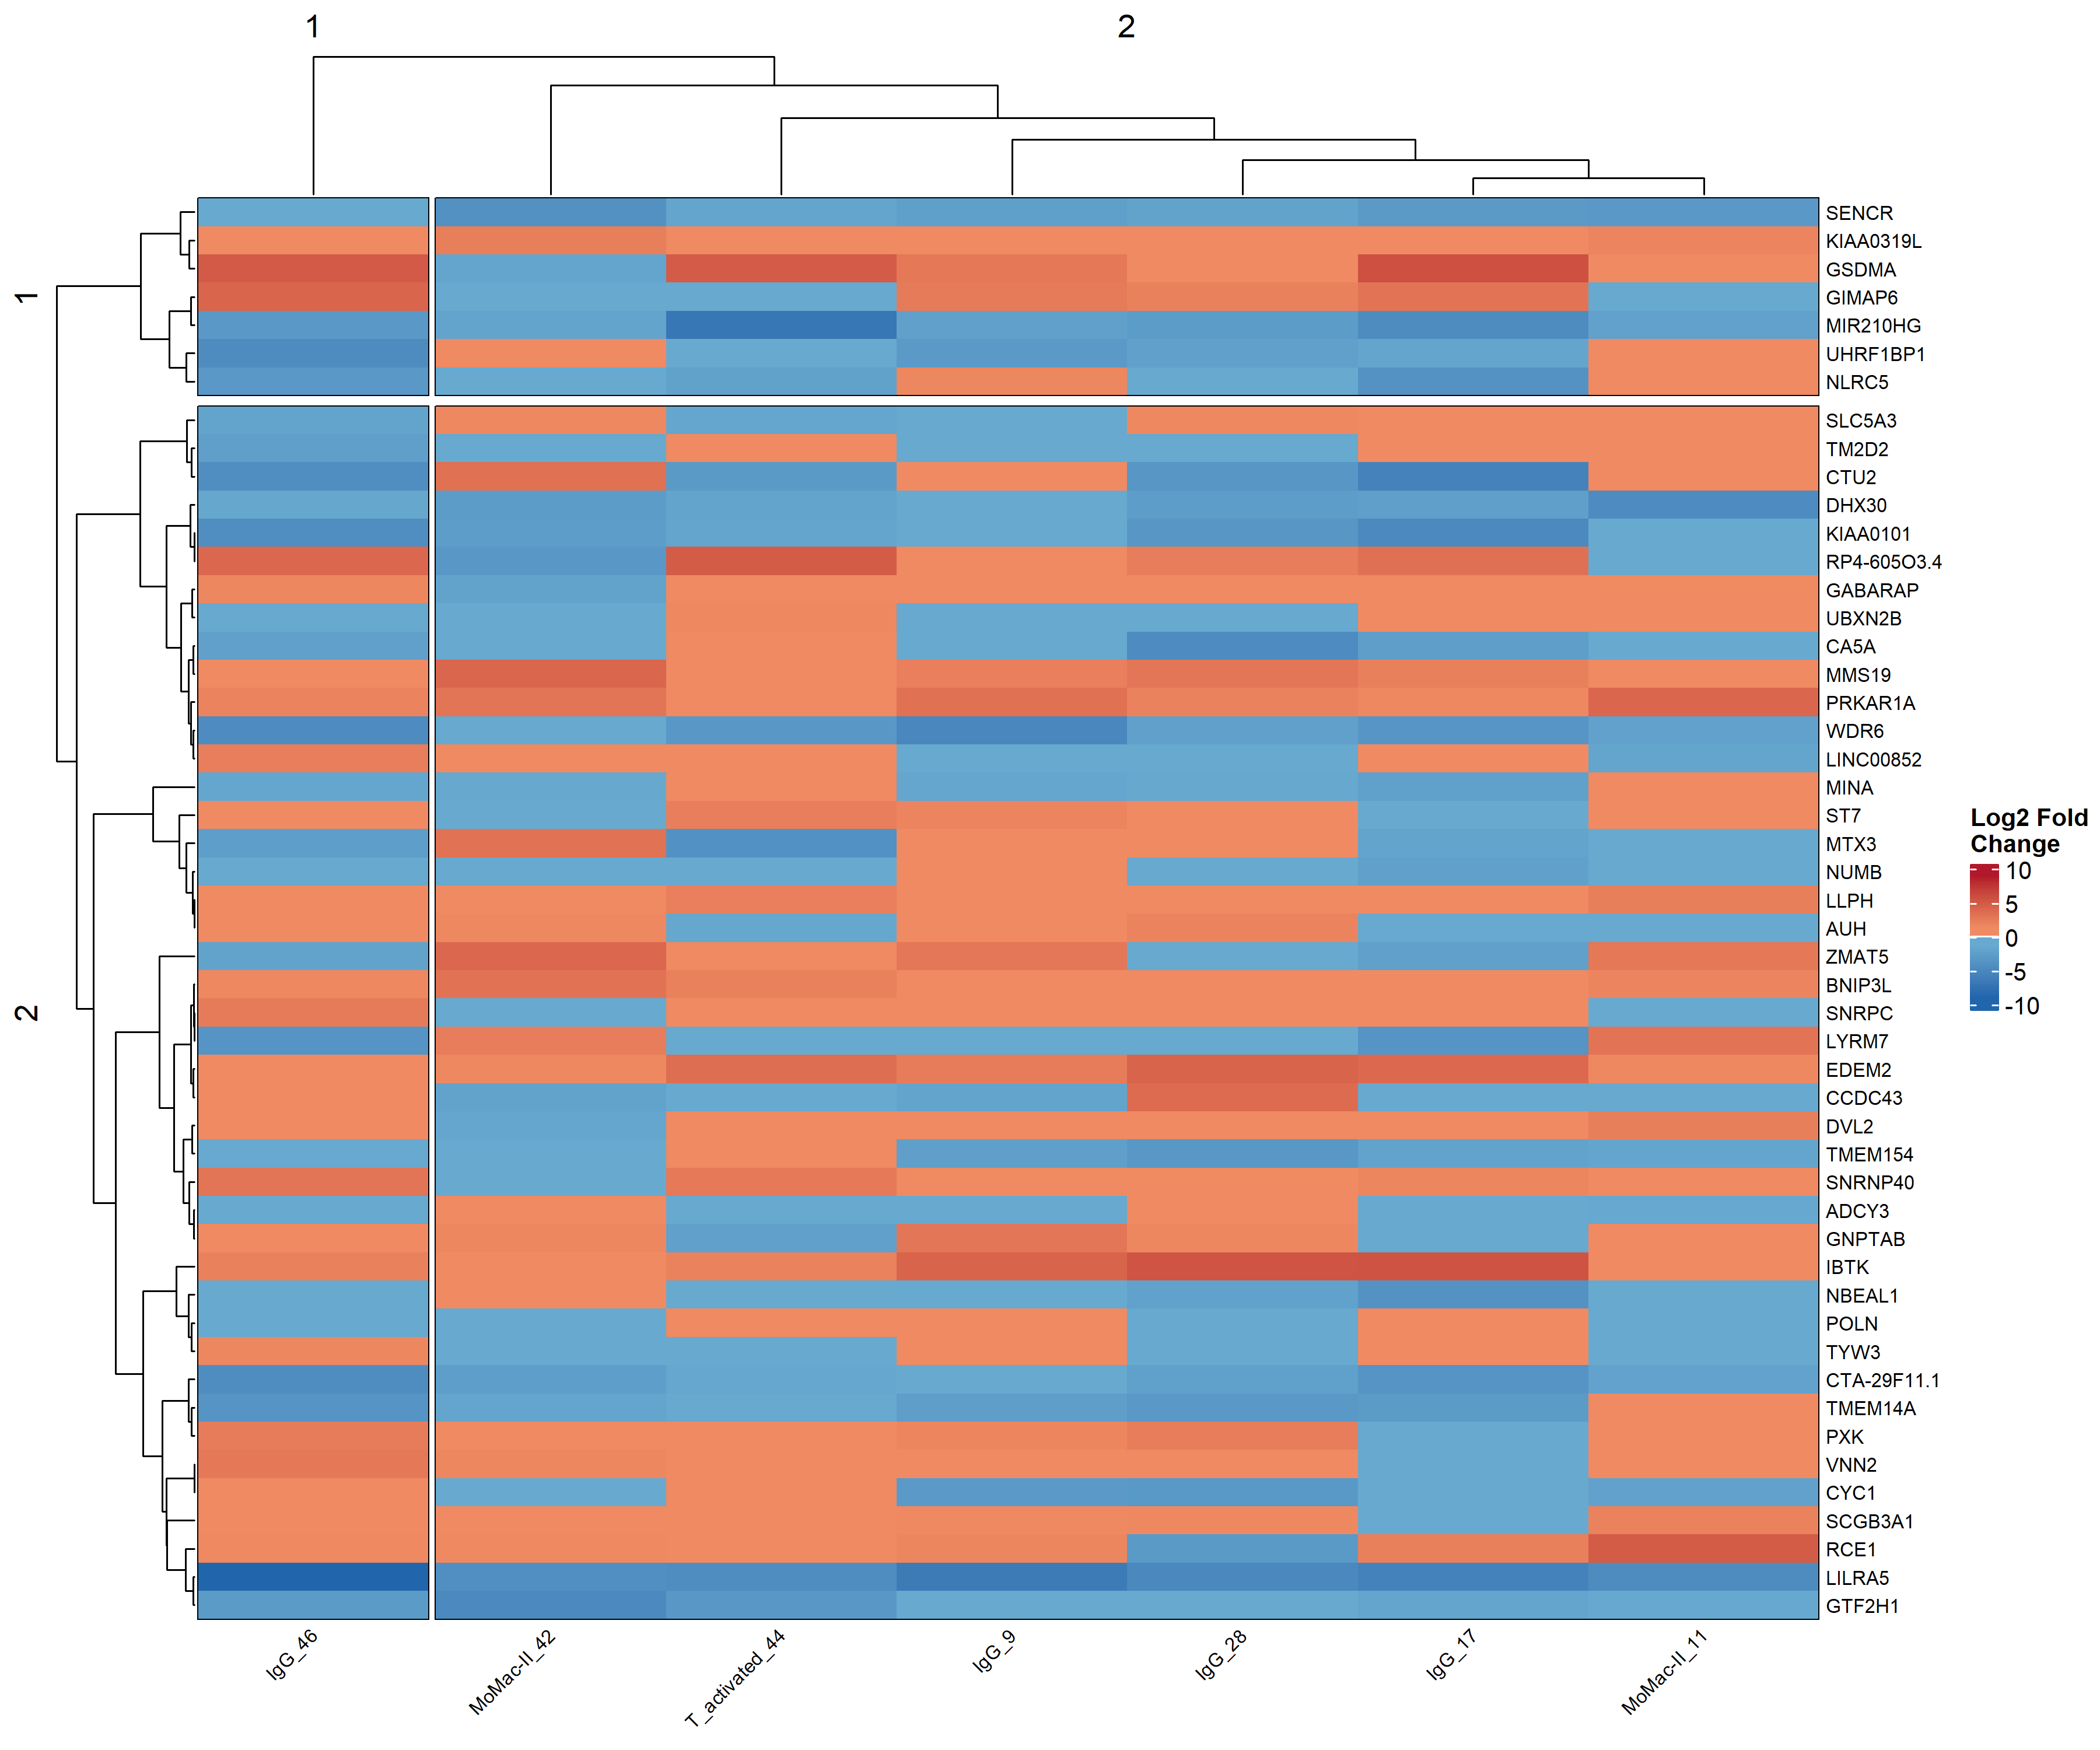 1
2
1
2
SENCR
KIAA0319L
GSDMA
GIMAP6
MIR210HG
UHRF1BP1
NLRC5
SLC5A3
TM2D2
CTU2
DHX30
KIAA0101
RP4-605O3.4
GABARAP
UBXN2B
CA5A
MMS19
PRKAR1A
WDR6
LINC00852
MINA
ST7
MTX3
NUMB
LLPH
AUH
ZMAT5
BNIP3L
SNRPC
LYRM7
EDEM2
CCDC43
DVL2
TMEM154
SNRNP40
ADCY3
GNPTAB
IBTK
NBEAL1
POLN
TYW3
CTA-29F11.1
TMEM14A
PXK
VNN2
CYC1
SCGB3A1
RCE1
LILRA5
GTF2H1
IgG_46
MoMac-II_42
T_activated_44
IgG_9
IgG_28
IgG_17
MoMac-II_11
Log2 Fold
Change
10
5
0
-5
-10